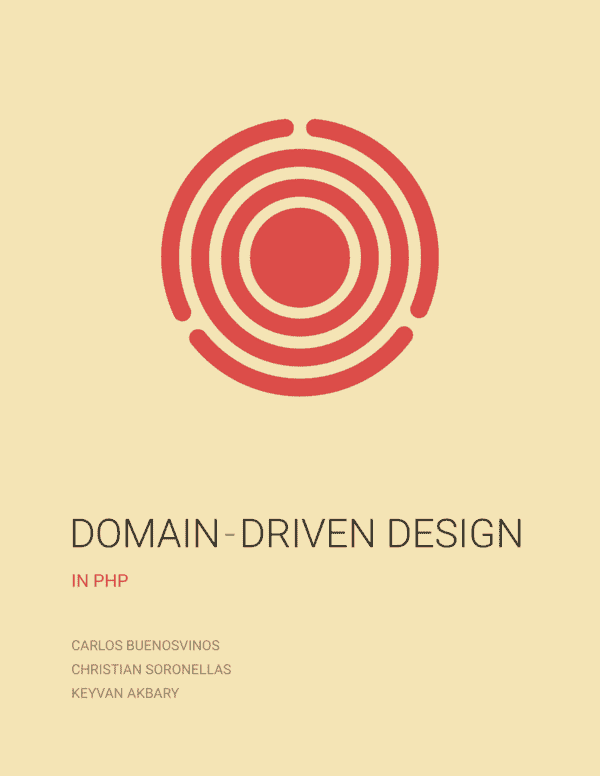 DOMAIN-DRIVEN DESIGN
IN PHP
CARLOS BUENOSVINOS
CHRISTIAN SORONELLAS
KEYVAN AKBARY